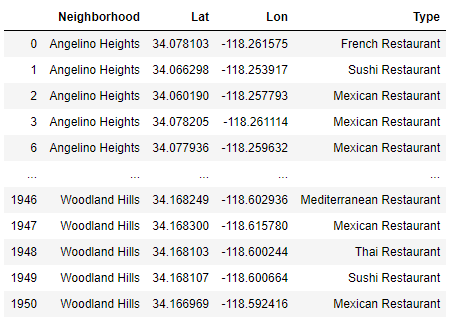 Neighborhood Lat Lon Type
0 Angelino Heights 34.078103 -118.261575 French Restaurant
1 Angelino Heights 34.066298 -118.253917 Sushi Restaurant
2 Angelino Heights 34.060190 -118.257793 Mexican Restaurant
3 Angelino Heights 34.078205 -118.261114 Mexican Restaurant
6 Angelino Heights 34.077936 -118.259632 Mexican Restaurant
... ... ... ... ...
1946 Woodland Hills 34.168249 -118.602936 Mediterranean Restaurant
1947 Woodland Hills 34.168300 -118.615780 Mexican Restaurant
1948 Woodland Hills 34.168103 -118.600244 Thai Restaurant
1949 Woodland Hills 34.168107 -118.600664 Sushi Restaurant
1950 Woodland Hills 34.166969 -118.592416 Mexican Restaurant